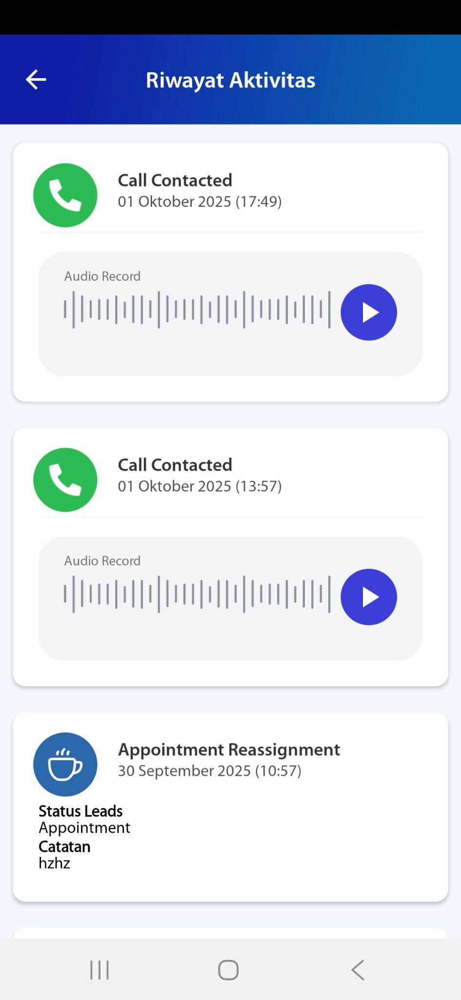 Riwayat Aktivitas
Call Contacted
01 Oktober 2025 (17:49)
Audio Record
Call Contacted
01 Oktober 2025 (13:57)
Audio Record
Appointment Reassignment
30 September 2025 (10:57)
Status Leads
Appointment
Catatan
hzhz